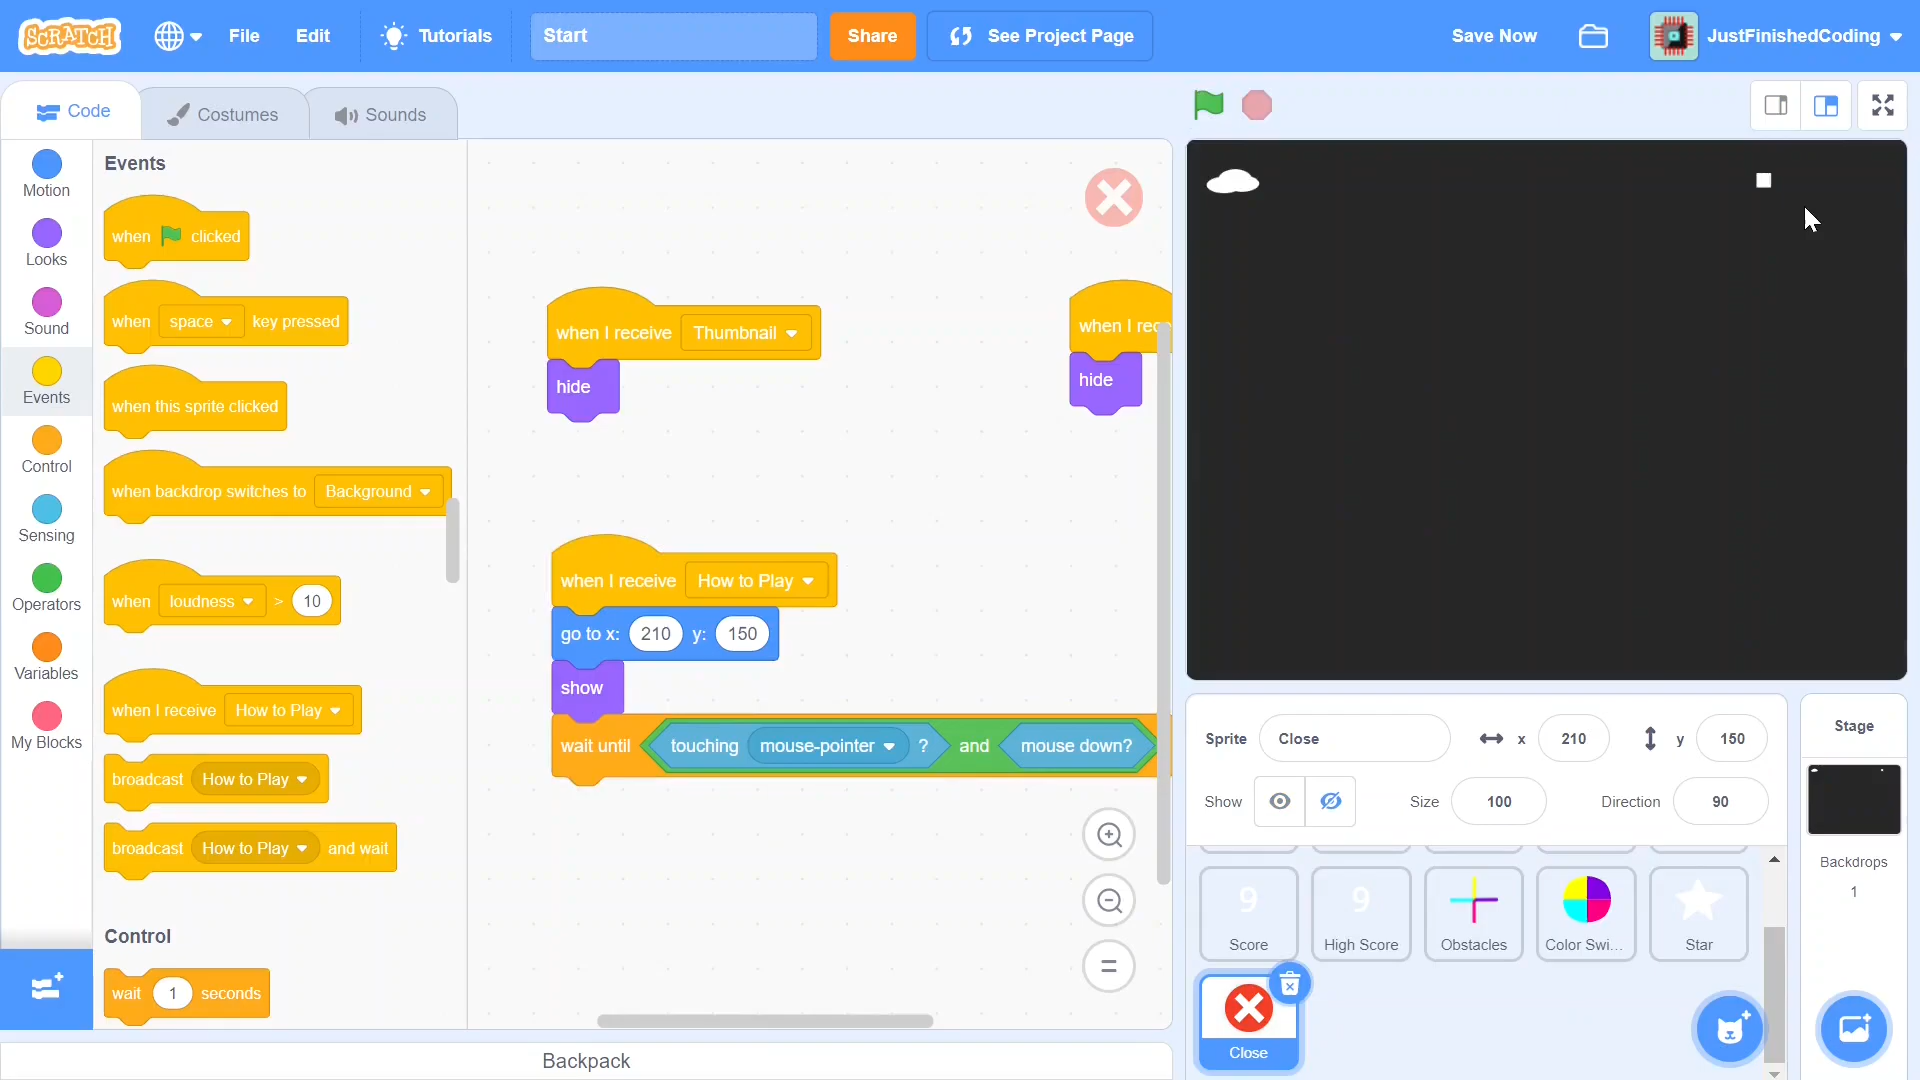 SCRATCH File Edit Tutorials Start Share See Project Page Save Now JustFinishedCoding
Code Costumes Sounds
Motion
Looks
Sound
Events
Control
Sensing
Operators
Variables
My Blocks
Events
when clicked
when space key pressed
when this sprite clicked
when backdrop switches to Background
when loudness > 10
when I receive How to Play
broadcast How to Play
broadcast How to Play and wait
Control
wait 1 seconds
when I receive Thumbnail
hide
when I rec
hide
when I receive How to Play
go to x: 210 y: 150
show
wait until touching mouse-pointer ? and mouse down?
=
Backpack
Sprite Close x 210 y 150
Show Size 100 Direction 90
9 Score
9 High Score
Obstacles
Color Swi...
Star
Close
Stage
Backdrops
1